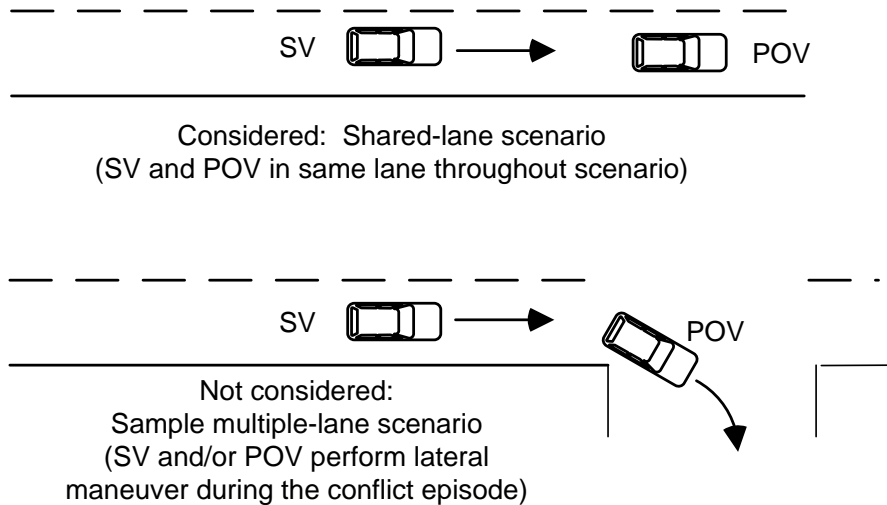 SV
POV
Considered: Shared-lane scenario
(SV and POV in same lane throughout scenario)
SV
POV
Not considered:
Sample multiple-lane scenario
(SV and/or POV perform lateral
maneuver during the conflict episode)